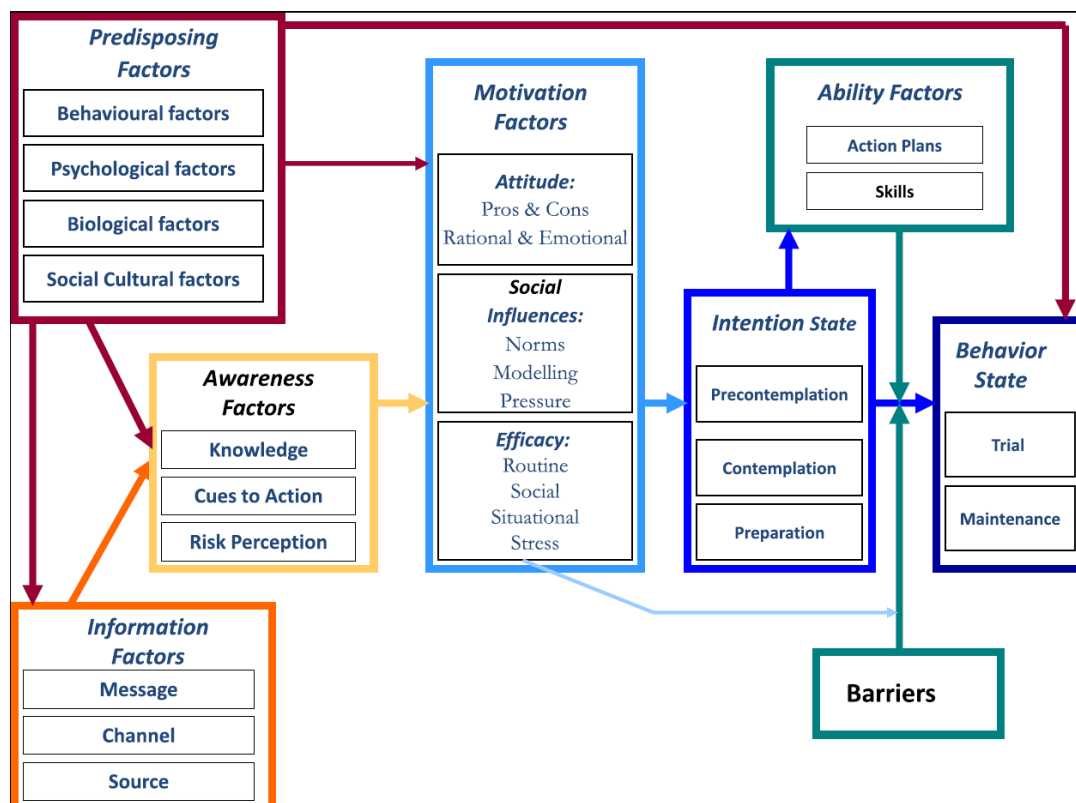 Predisposing
Factors
Behavioural factors
Psychological factors
Biological factors
Social Cultural factors
Awareness
Factors
Knowledge
Cues to Action
Risk Perception
Information
Factors
Message
Channel
Source
Motivation
Factors
Attitude:
Pros & Cons
Rational & Emotional
Social
Influences:
Norms
Modelling
Pressure
Efficacy:
Routine
Social
Situational
Stress
Intention State
Precontemplation
Contemplation
Preparation
Ability Factors
Action Plans
Skills
Barriers
Behavior
State
Trial
Maintenance